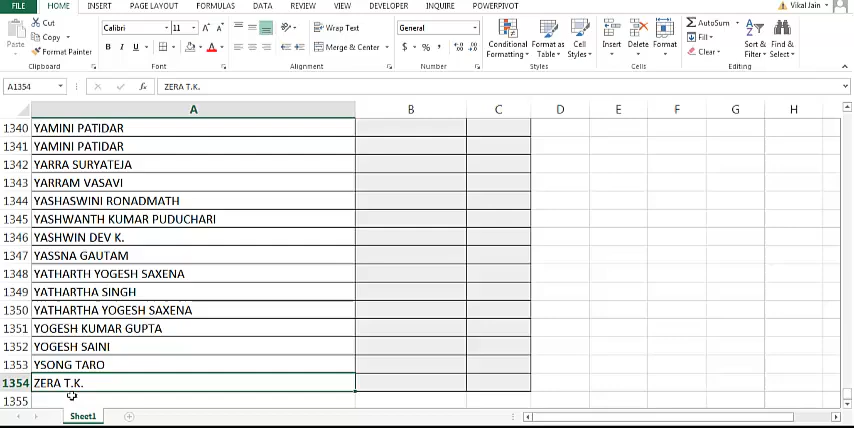 FILE HOME INSERT PAGE LAYOUT FORMULAS DATA REVIEW VIEW DEVELOPER INQUIRE POWERPIVOT Vikal Jain
Cut Calibri 11 Wrap Text General AutoSum
Copy Fill
Paste Format Painter B I U Merge & Center $ % , Conditional Formatting Format as Table Cell Styles Insert Delete Format Clear Sort & Filter Find & Select
Clipboard Font Alignment Number Styles Cells Editing
A1354 fx ZERA T.K.
A B C D E F G H
1340 YAMINI PATIDAR
1341 YAMINI PATIDAR
1342 YARRA SURYATEJA
1343 YARRAM VASAVI
1344 YASHASWINI RONADMATH
1345 YASHWANTH KUMAR PUDUCHARI
1346 YASHWIN DEV K.
1347 YASSNA GAUTAM
1348 YATHARTH YOGESH SAXENA
1349 YATHARTHA SINGH
1350 YATHARTHA YOGESH SAXENA
1351 YOGESH KUMAR GUPTA
1352 YOGESH SAINI
1353 YSONG TARO
1354 ZERA T.K.
1355
Sheet1